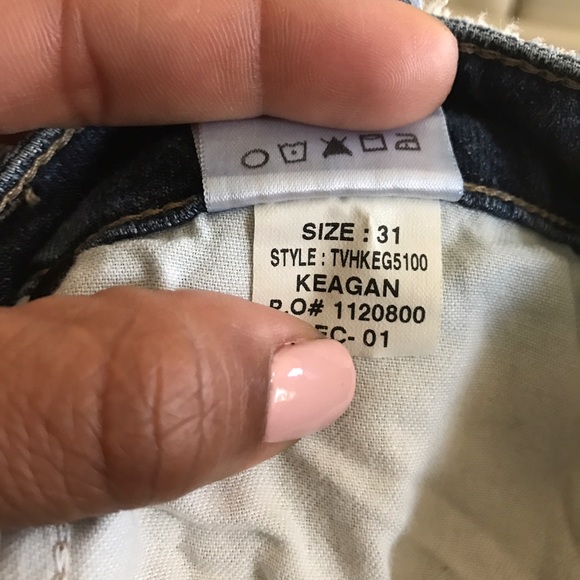 SIZE : 31
STYLE : TVHKEG5100
KEAGAN
P.O# 1120800
EC- 01